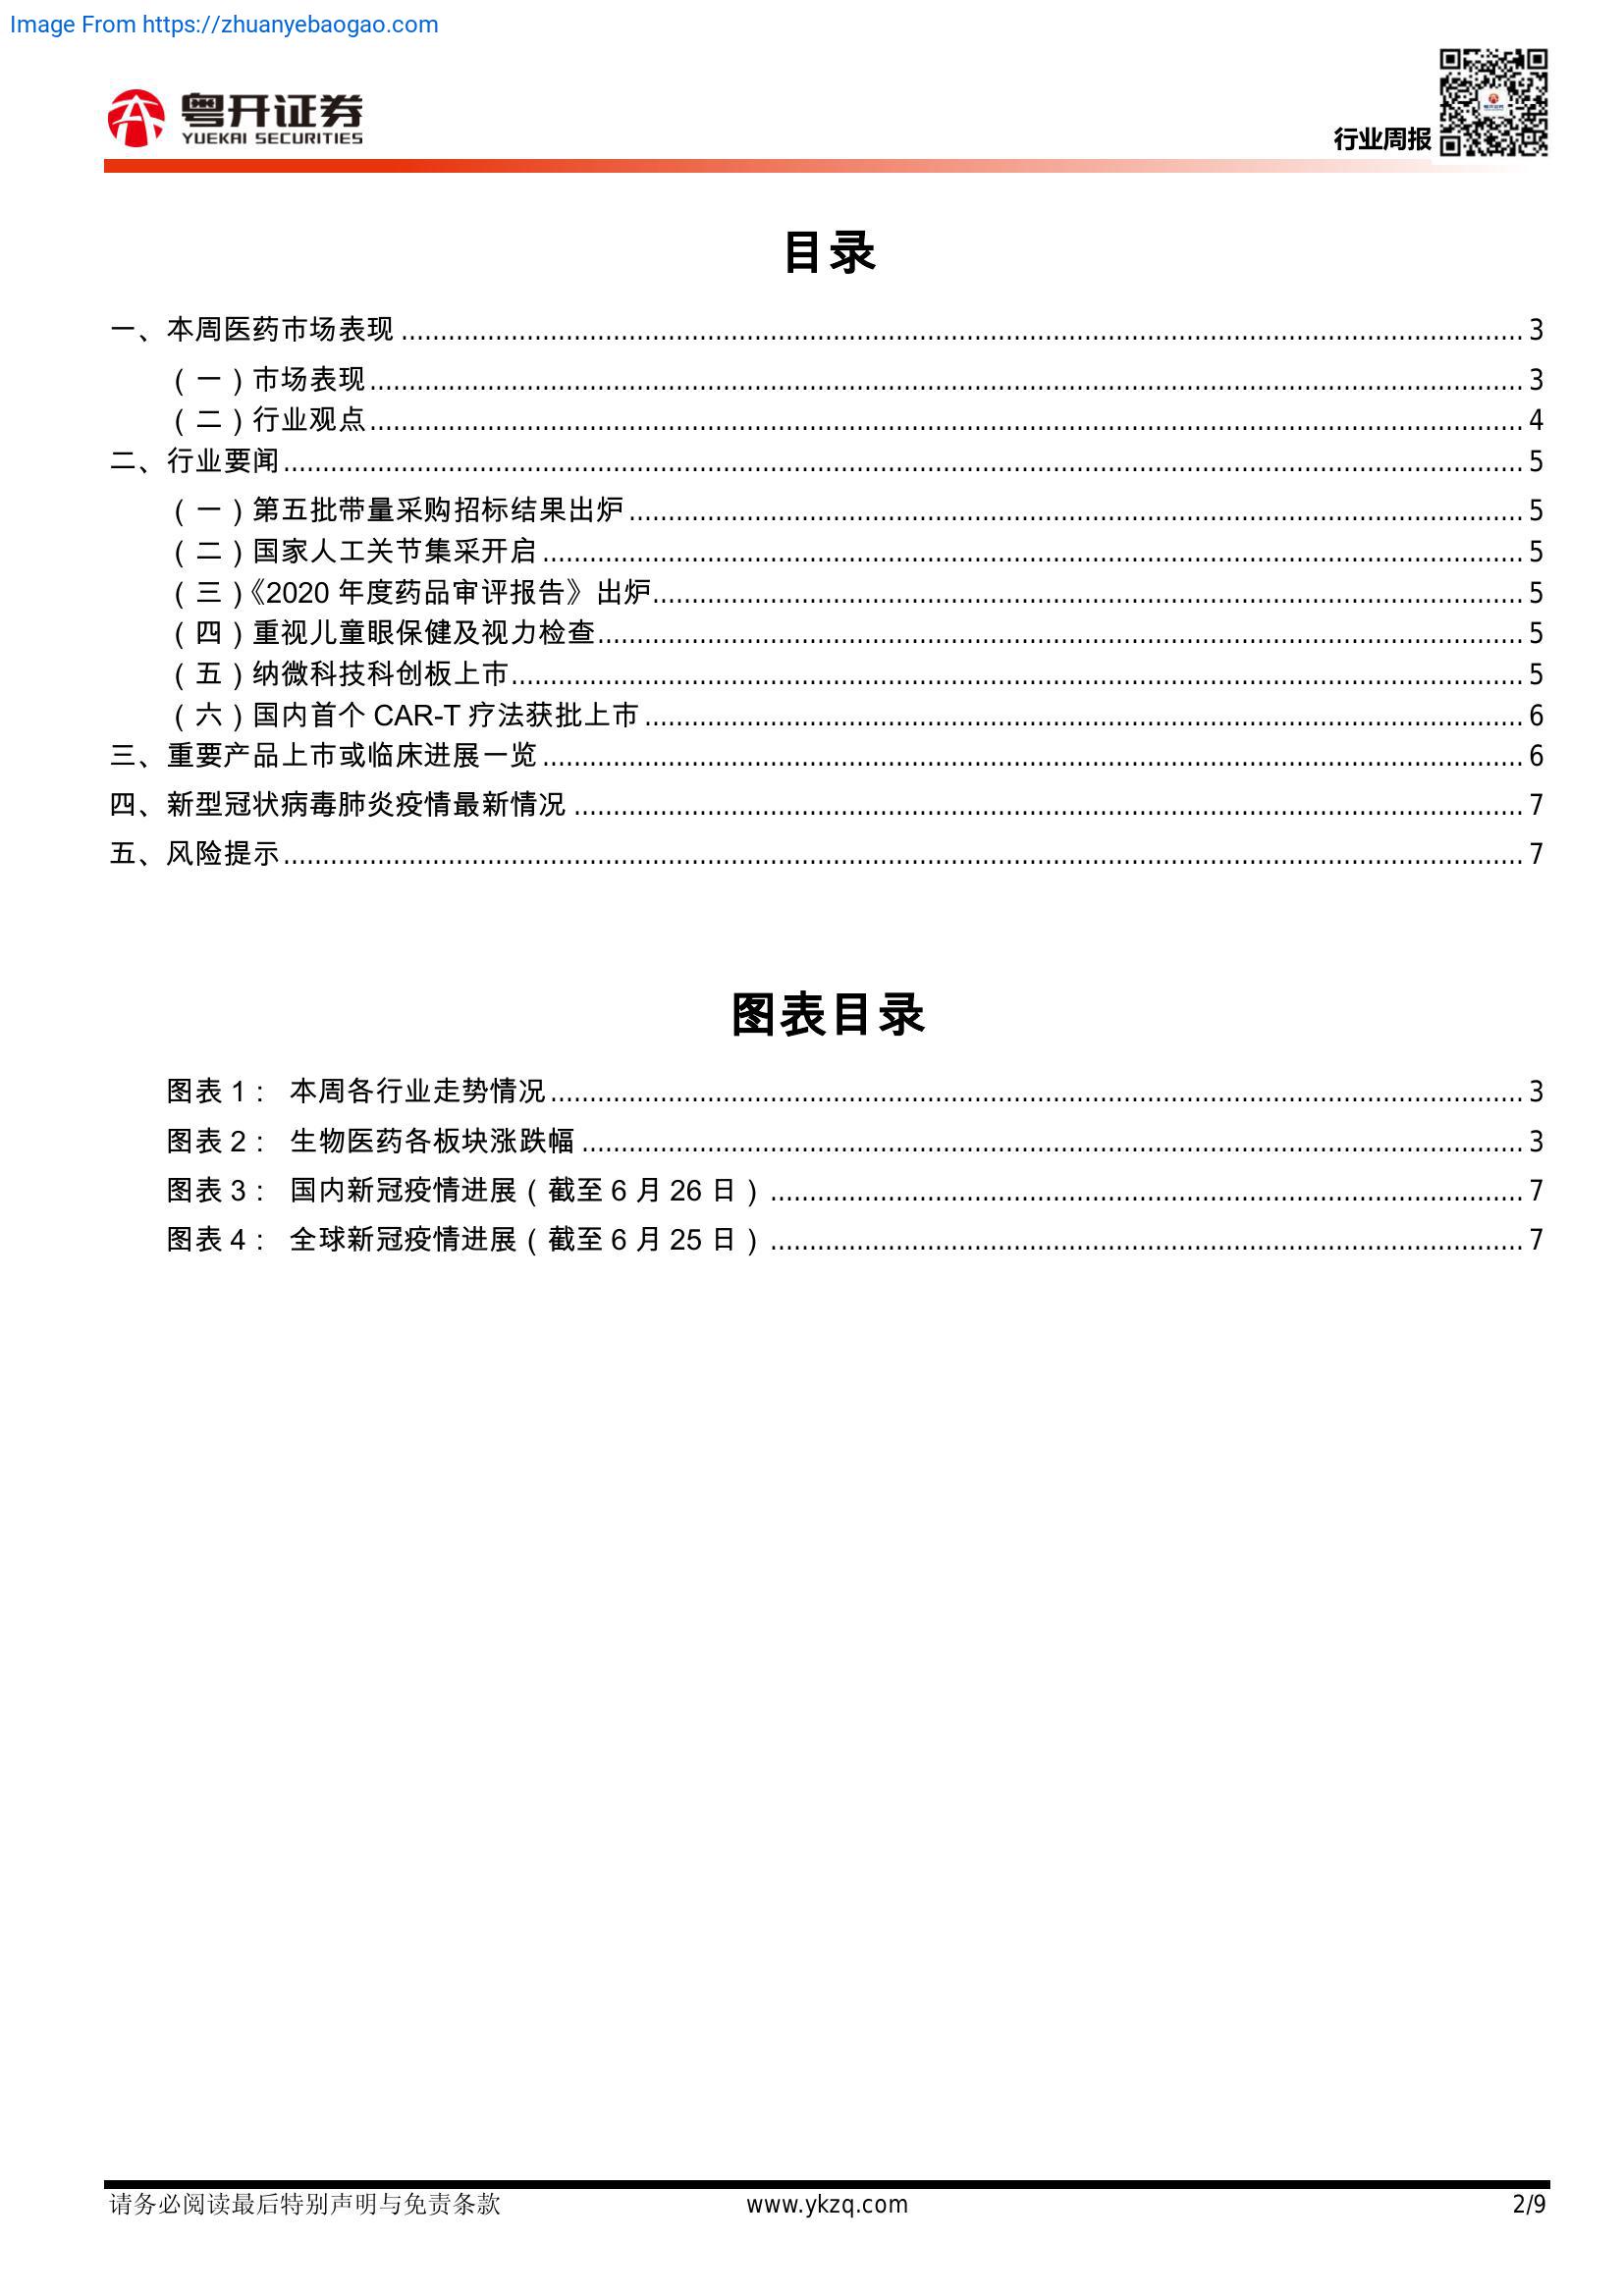 Image From https://zhuanyebaogao.com
粤开证券
YUEKAI SECURITIES
行业周报
目录
一、本周医药市场表现 ........................................ 3
（一）市场表现 ........................................ 3
（二）行业观点 ........................................ 4
二、行业要闻 ........................................ 5
（一）第五批带量采购招标结果出炉 ........................................ 5
（二）国家人工关节集采开启 ........................................ 5
（三）《2020 年度药品审评报告》出炉 ........................................ 5
（四）重视儿童眼保健及视力检查 ........................................ 5
（五）纳微科技科创板上市 ........................................ 5
（六）国内首个 CAR-T 疗法获批上市 ........................................ 6
三、重要产品上市或临床进展一览 ........................................ 6
四、新型冠状病毒肺炎疫情最新情况 ........................................ 7
五、风险提示 ........................................ 7
图表目录
图表 1： 本周各行业走势情况 ........................................ 3
图表 2： 生物医药各板块涨跌幅 ........................................ 3
图表 3： 国内新冠疫情进展（截至 6 月 26 日） ........................................ 7
图表 4： 全球新冠疫情进展（截至 6 月 25 日） ........................................ 7
请务必阅读最后特别声明与免责条款 www.ykzq.com 2/9